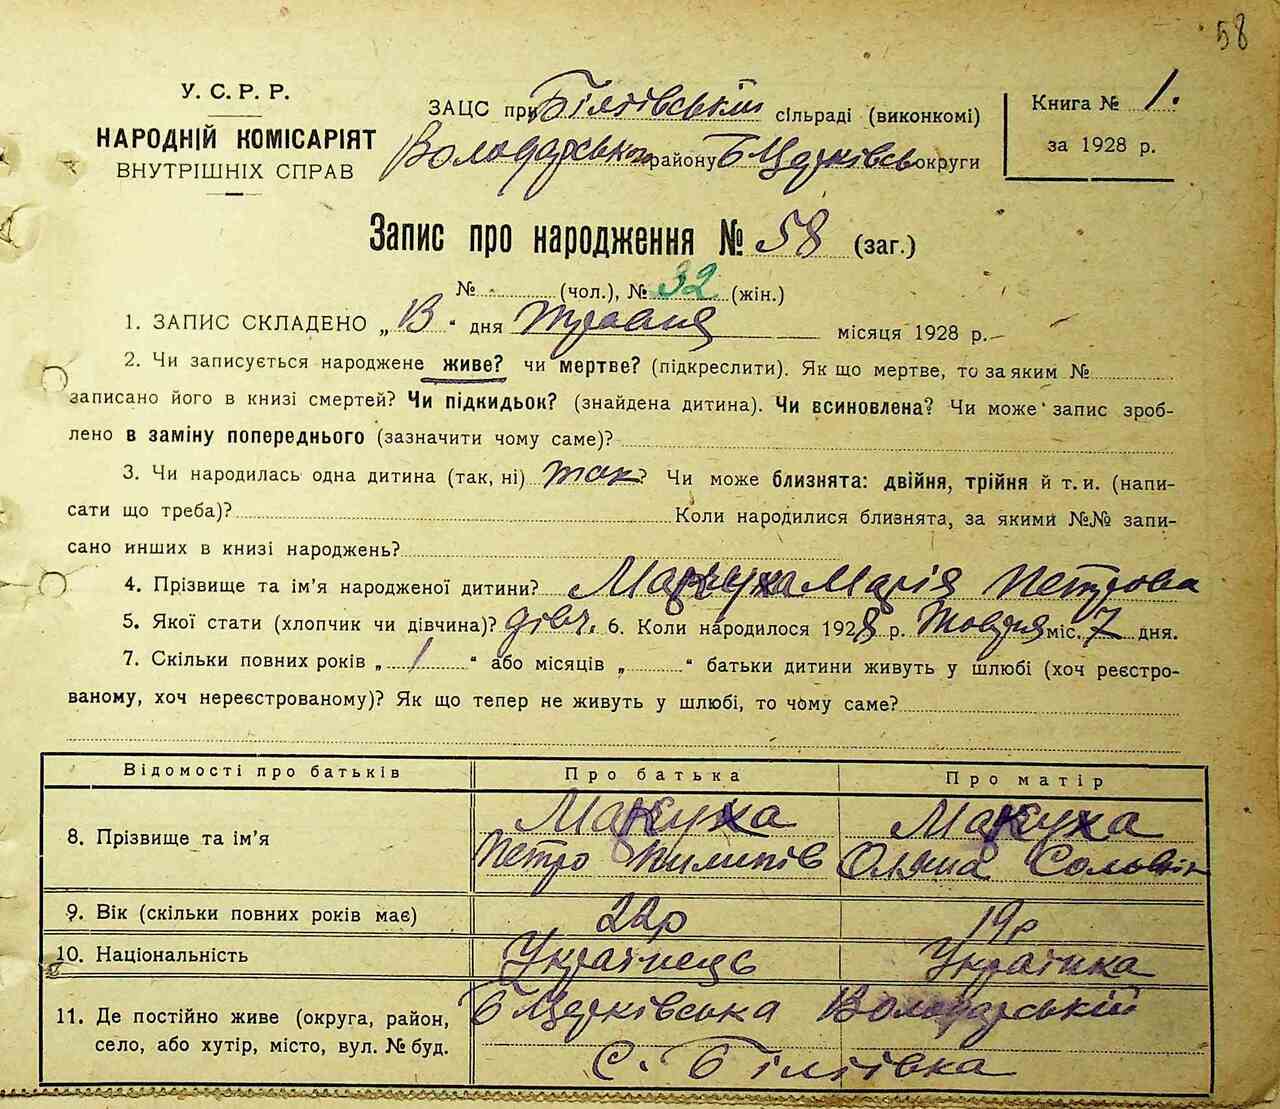 58
У. С. Р. Р.
НАРОДНІЙ КОМІСАРІЯТ
ВНУТРІШНІХ СПРАВ
ЗАЦС при Біліївській сільраді (виконкомі)
Володарськ району Б Церківсь округи
Книга № 1.
за 1928 р.
Запис про народження № 58 (заг.)
№ (чол.), № 32 (жін.)
1. ЗАПИС СКЛАДЕНО „ 13 “ дня травня місяця 1928 р.
2. Чи записується народжене живе? чи мертве? (підкреслити). Як що мертве, то за яким №
записано його в книзі смертей? Чи підкидьок? (знайдена дитина). Чи всиновлена? Чи може запис зроб-
лено в заміну попереднього (зазначити чому саме)?
3. Чи народилась одна дитина (так, ні) так? Чи може близнята: двійня, трійня й т. и. (напи-
сати що треба)? Коли народилися близнята, за якими №№ запи-
сано инших в книзі народжень?
4. Прізвище та ім'я народженої дитини? Макуха Марія Петрова
5. Якої стати (хлопчик чи дівчина)? дівч. 6. Коли народилось 1928 р. міс. 7 дня.
7. Скільки повних років „ 1 “ або місяців „ “ батьки дитини живуть у шлюбі (хоч реєстро-
ваному, хоч нереєстрованому)? Як що тепер не живуть у шлюбі, то чому саме?
Відомості про батьків Про батька Про матір
8. Прізвище та ім'я Макуха Макуха
Петро Пилипів Оляна
9. Вік (скільки повних років має) 22р 19р
10. Національність Українець Українка
11. Де постійно живе (округа, район, Б Церківська Володарській
село, або хутір, місто, вул. № буд. С. Біліївка